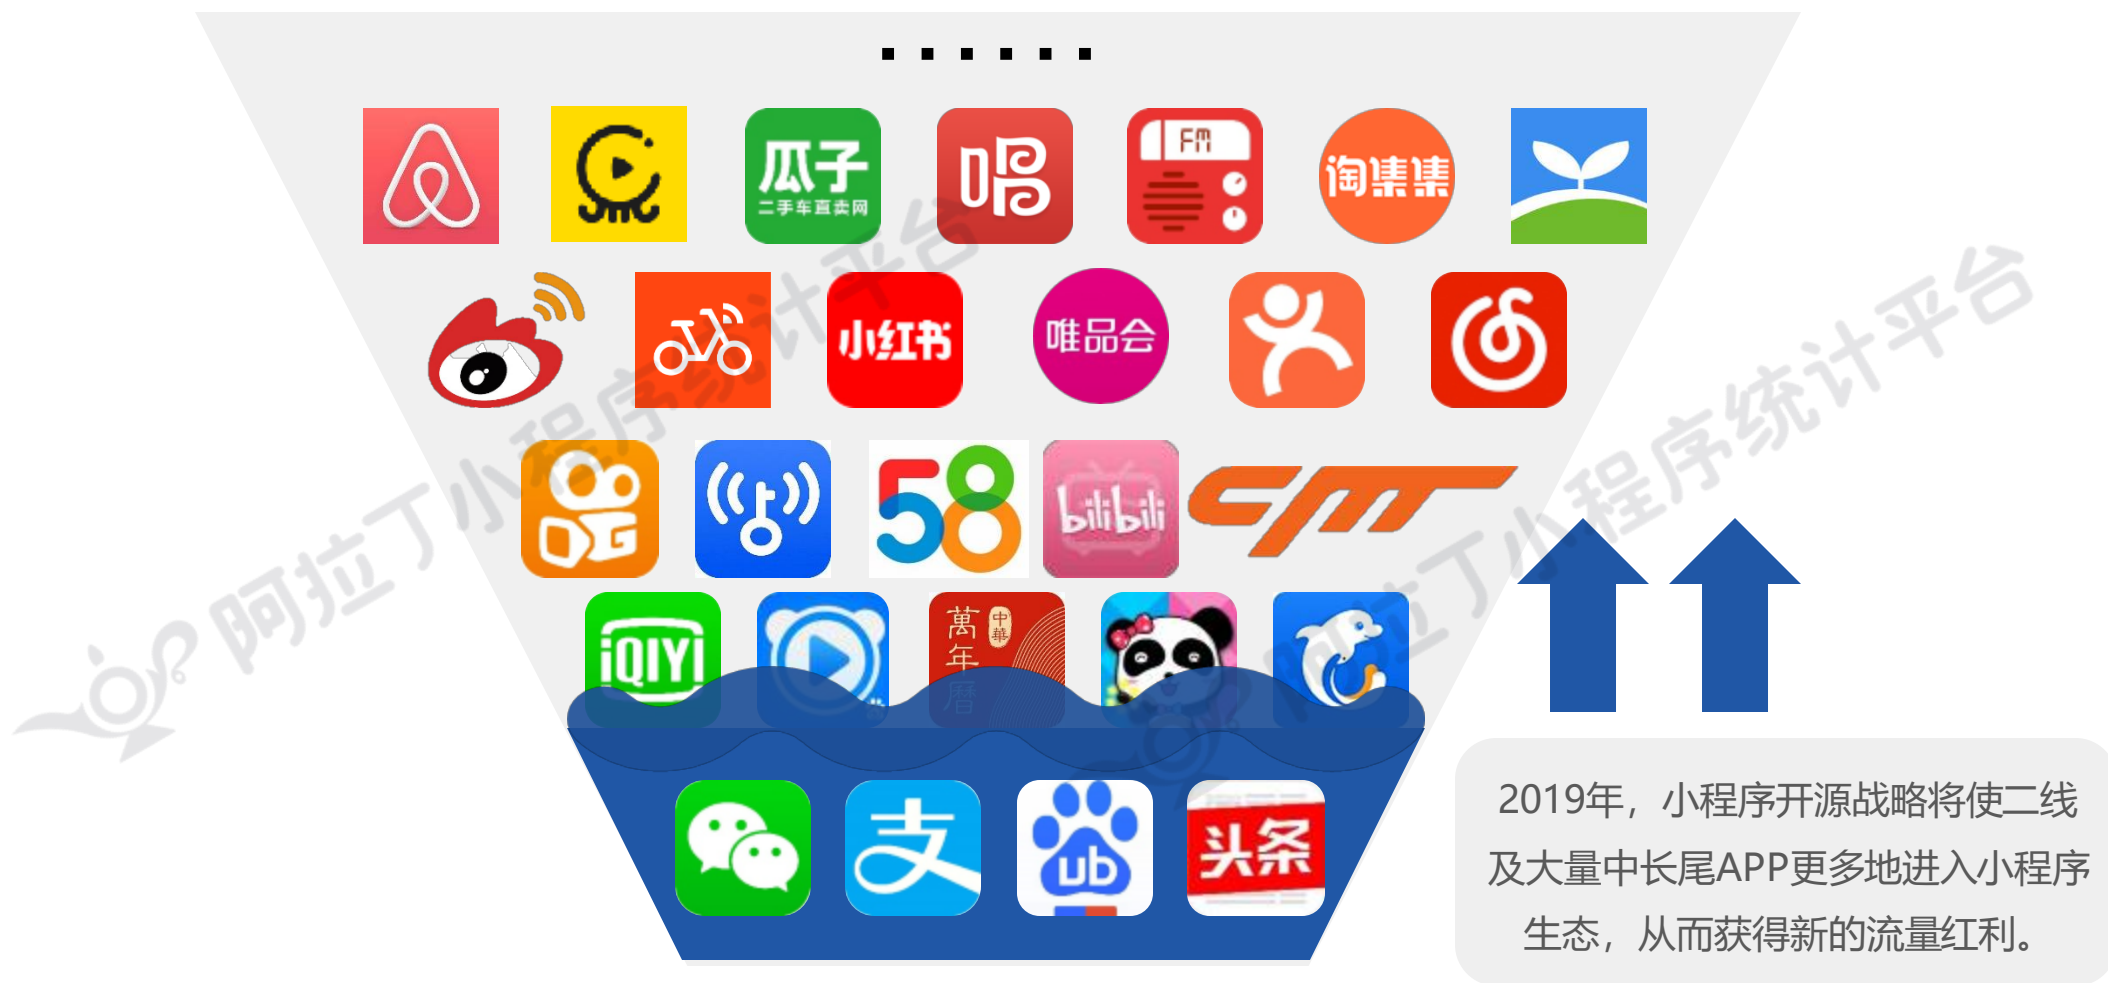 ......
瓜子
二手车直卖网
唱
FM
淘集集
小红书
唯品会
58
bilibili
iQIYI
萬年曆
中華
支
ub
头条
阿拉丁小程序统计平台
阿拉丁小程序统计平台
2019年，小程序开源战略将使二线
及大量中长尾APP更多地进入小程序
生态，从而获得新的流量红利。